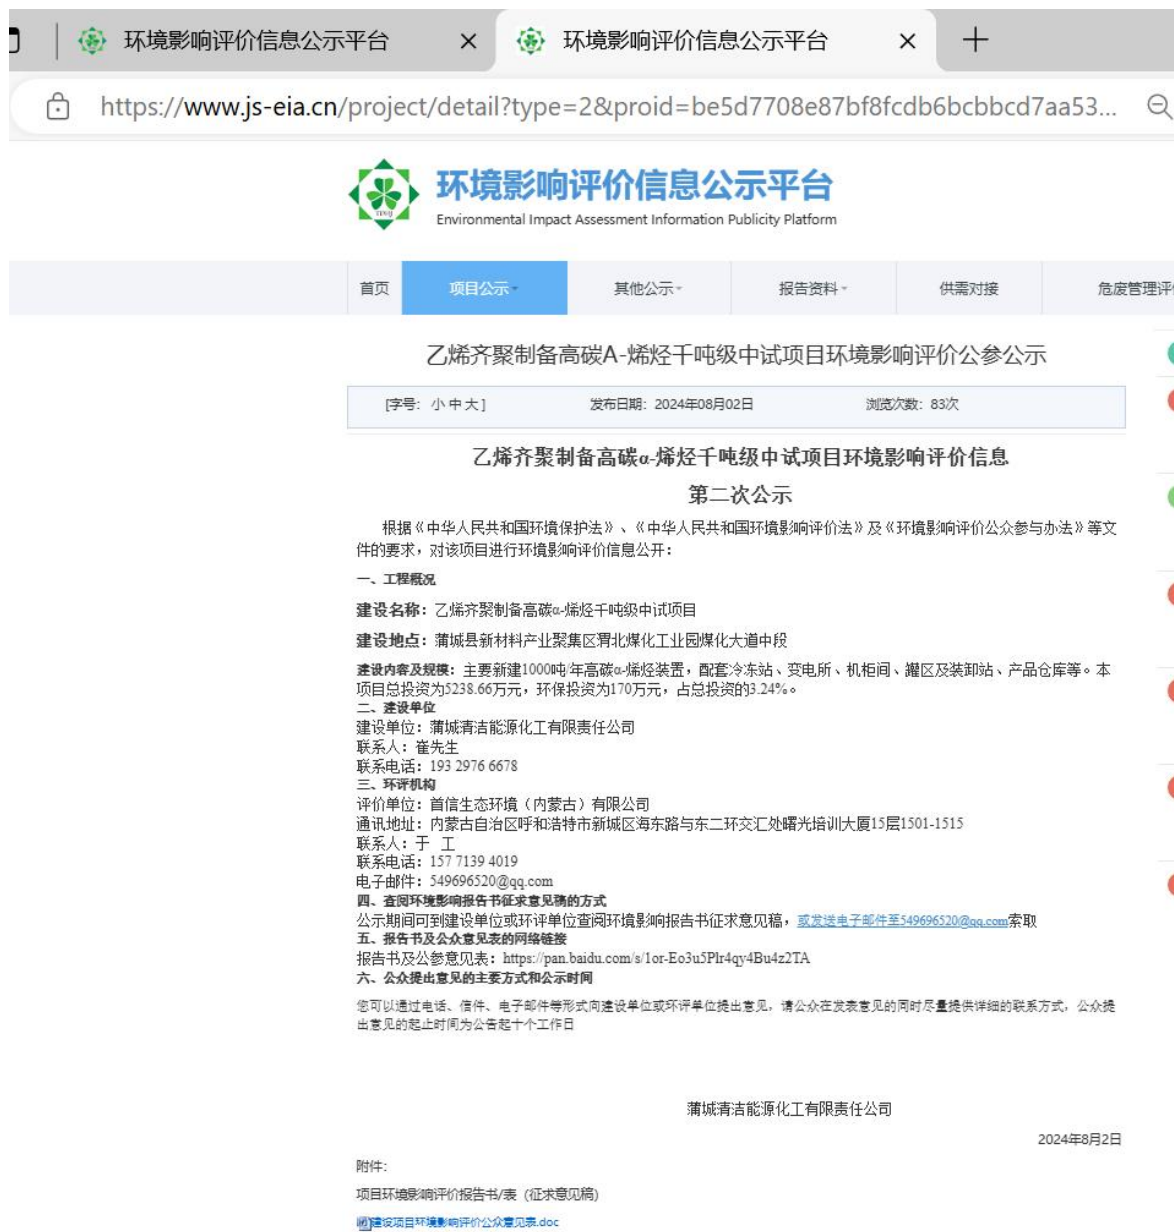 环境影响评价信息公示平台
环境影响评价信息公示平台
https://www.js-eia.cn/project/detail?type=2&proid=be5d7708e87bf8fcdb6bcbbcd7aa53...
环境影响评价信息公示平台
Environmental Impact Assessment Information Publicity Platform
首页 项目公示 其他公示 报告资料 供需对接 危废管理评
乙烯齐聚制备高碳A-烯烃千吨级中试项目环境影响评价公参公示
[字号: 小 中 大] 发布日期: 2024年08月02日 浏览次数: 83次
乙烯齐聚制备高碳α-烯烃千吨级中试项目环境影响评价信息
第二次公示
根据《中华人民共和国环境保护法》、《中华人民共和国环境影响评价法》及《环境影响评价公众参与办法》等文
件的要求，对该项目进行环境影响评价信息公开：
一、工程概况
建设名称：乙烯齐聚制备高碳α-烯烃千吨级中试项目
建设地点：蒲城县新材料产业聚集区渭北煤化工业园煤化大道中段
建设内容及规模：主要新建1000吨/年高碳α-烯烃装置，配套冷冻站、变电所、机柜间、罐区及装卸站、产品仓库等。本
项目总投资为5238.66万元，环保投资为170万元，占总投资的3.24%。
二、建设单位
建设单位：蒲城清洁能源化工有限责任公司
联系人：崔先生
联系电话：193 2976 6678
三、环评机构
评价单位：首信生态环境（内蒙古）有限公司
通讯地址：内蒙古自治区呼和浩特市新城区海东路与东二环交汇处曙光培训大厦15层1501-1515
联系人：于 工
联系电话：157 7139 4019
电子邮件：549696520@qq.com
四、查阅环境影响报告书征求意见稿的方式
公示期间可到建设单位或环评单位查阅环境影响报告书征求意见稿，或发送电子邮件至549696520@qq.com索取
五、报告书及公众意见表的网络链接
报告书及公参意见表：https://pan.baidu.com/s/1or-Eo3u5Plr4qy4Bu4z2TA
六、公众提出意见的主要方式和公示时间
您可以通过电话、信件、电子邮件等形式向建设单位或环评单位提出意见，请公众在发表意见的同时尽量提供详细的联系方式，公众提
出意见的起止时间为公告起十个工作日
蒲城清洁能源化工有限责任公司
2024年8月2日
附件：
项目环境影响评价报告书/表（征求意见稿）
建设项目环境影响评价公众意见表.doc